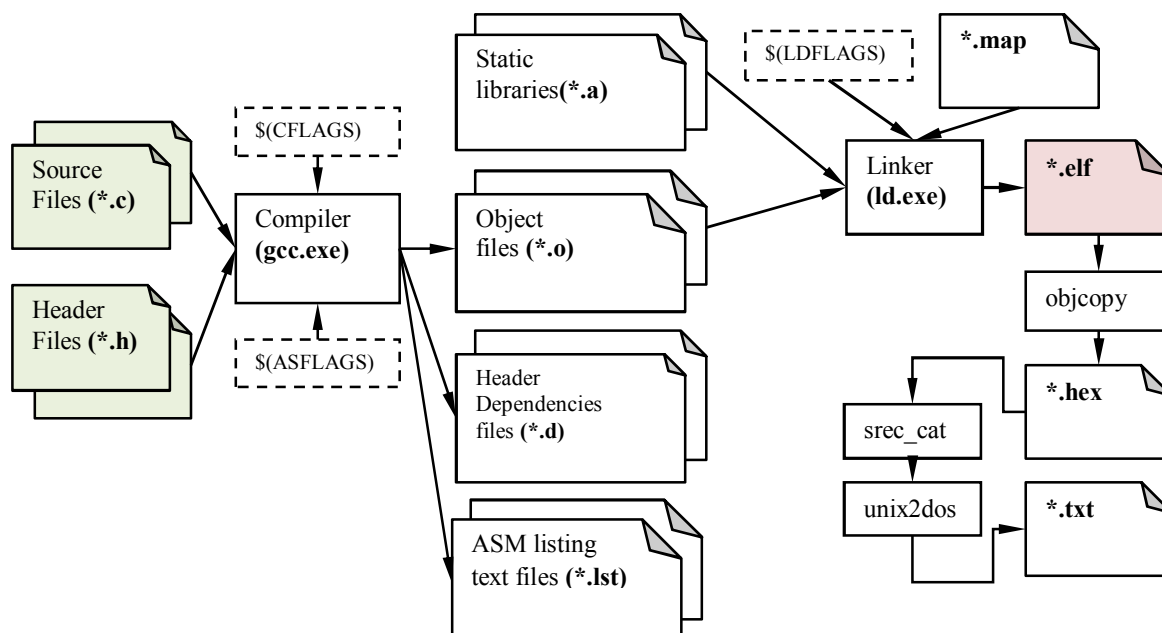 Source
Files (*.c)
Header
Files (*.h)
$(CFLAGS)
Compiler
(gcc.exe)
$(ASFLAGS)
Static
libraries(*.a)
Object
files (*.o)
Header
Dependencies
files (*.d)
ASM listing
text files (*.lst)
$(LDFLAGS)
*.map
Linker
(ld.exe)
*.elf
objcopy
*.hex
srec_cat
unix2dos
*.txt